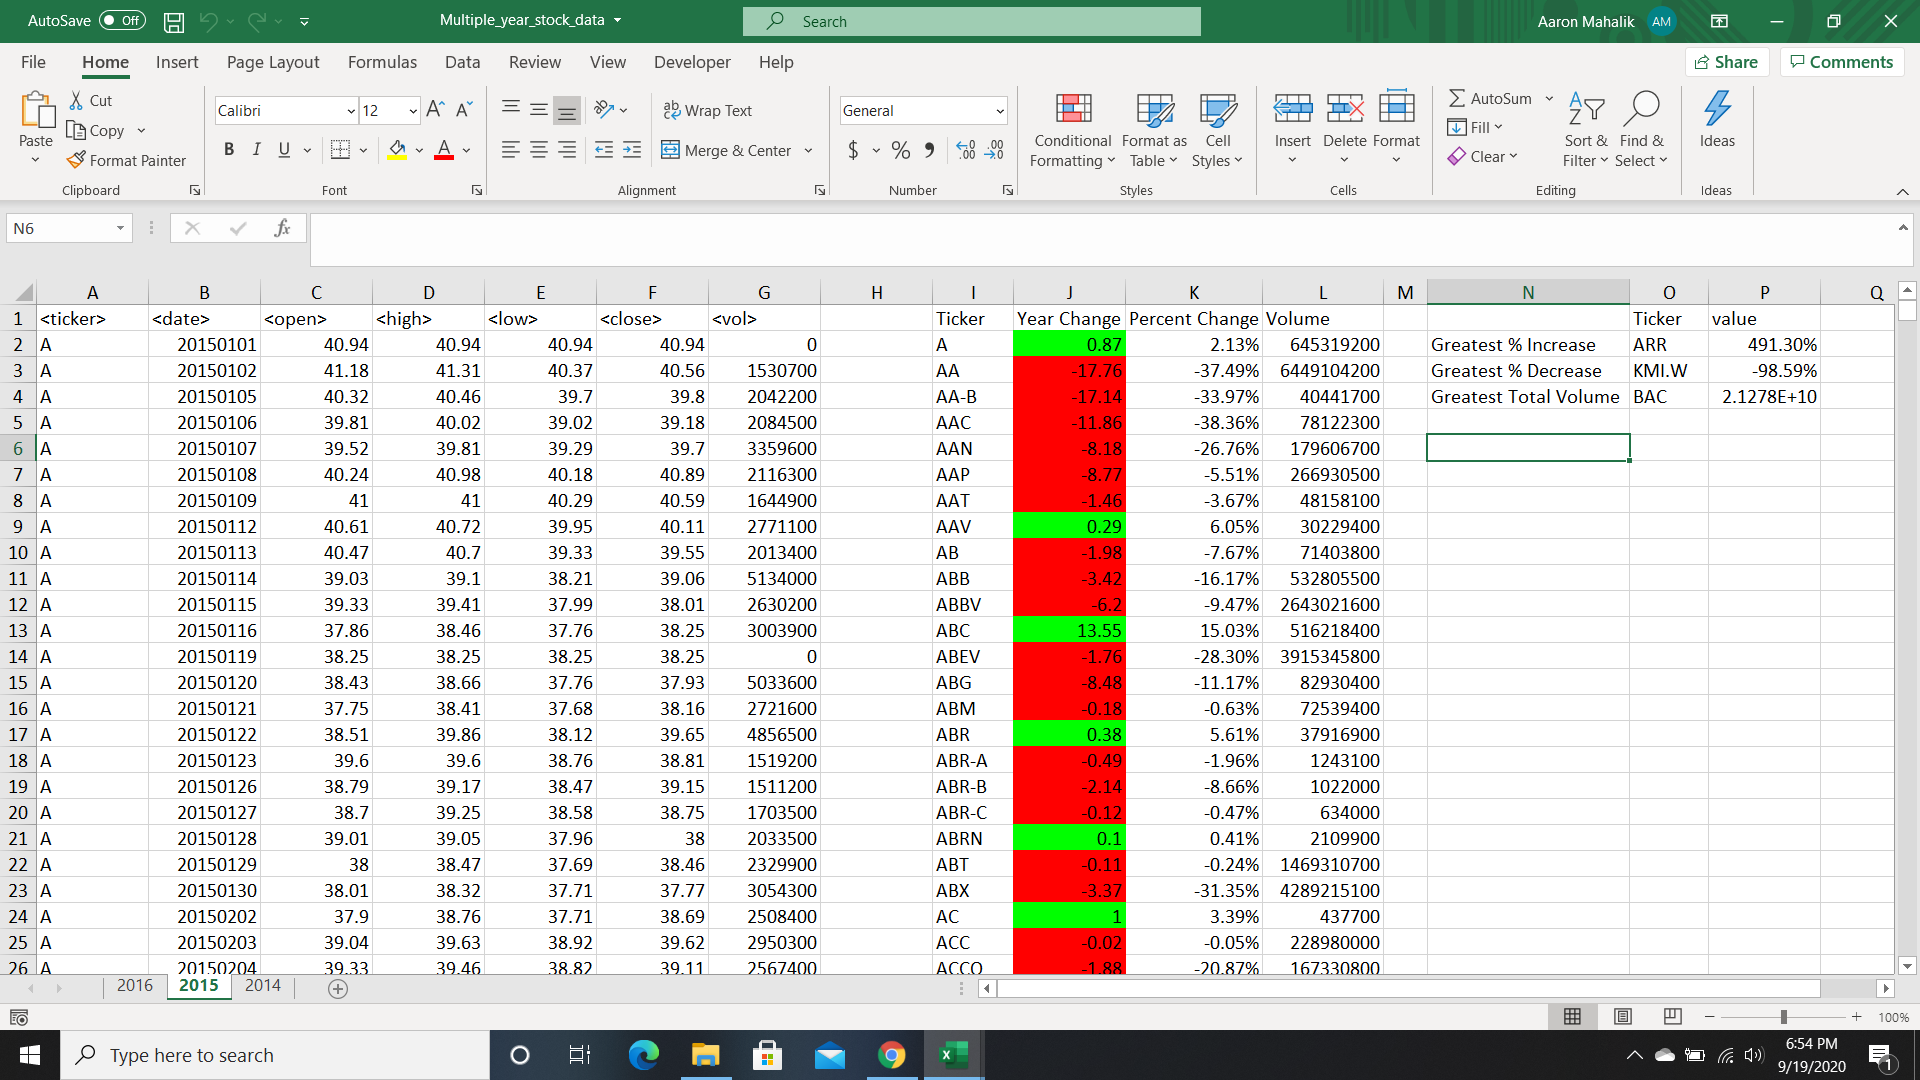 AutoSave Off Multiple_year_stock_data Search Aaron Mahalik AM
File Home Insert Page Layout Formulas Data Review View Developer Help Share Comments
Paste Cut Copy Format Painter Clipboard
Calibri 12 A A B I U A Font
ab Wrap Text Merge & Center Alignment
General $ % 9 .00 .00 Number
Conditional Formatting Format as Table Cell Styles Styles
Insert Delete Format Cells
AutoSum Fill Clear Sort & Filter Find & Select Editing
Ideas Ideas
N6 fx
A B C D E F G H I J K L M N O P Q
1 <ticker> <date> <open> <high> <low> <close> <vol> Ticker Year Change Percent Change Volume Ticker value
2 A 20150101 40.94 40.94 40.94 40.94 0 A 0.87 2.13% 645319200 Greatest % Increase ARR 491.30%
3 A 20150102 41.18 41.31 40.37 40.56 1530700 AA -17.76 -37.49% 6449104200 Greatest % Decrease KMI.W -98.59%
4 A 20150105 40.32 40.46 39.7 39.8 2042200 AA-B -17.14 -33.97% 40441700 Greatest Total Volume BAC 2.1278E+10
5 A 20150106 39.81 40.02 39.02 39.18 2084500 AAC -11.86 -38.36% 78122300
6 A 20150107 39.52 39.81 39.29 39.7 3359600 AAN -8.18 -26.76% 179606700
7 A 20150108 40.24 40.98 40.18 40.89 2116300 AAP -8.77 -5.51% 266930500
8 A 20150109 41 41 40.29 40.59 1644900 AAT -1.46 -3.67% 48158100
9 A 20150112 40.61 40.72 39.95 40.11 2771100 AAV 0.29 6.05% 30229400
10 A 20150113 40.47 40.7 39.33 39.55 2013400 AB -1.98 -7.67% 71403800
11 A 20150114 39.03 39.1 38.21 39.06 5134000 ABB -3.42 -16.17% 532805500
12 A 20150115 39.33 39.41 37.99 38.01 2630200 ABBV -6.2 -9.47% 2643021600
13 A 20150116 37.86 38.46 37.76 38.25 3003900 ABC 13.55 15.03% 516218400
14 A 20150119 38.25 38.25 38.25 38.25 0 ABEV -1.76 -28.30% 3915345800
15 A 20150120 38.43 38.66 37.76 37.93 5033600 ABG -8.48 -11.17% 82930400
16 A 20150121 37.75 38.41 37.68 38.16 2721600 ABM -0.18 -0.63% 72539400
17 A 20150122 38.51 39.86 38.12 39.65 4856500 ABR 0.38 5.61% 37916900
18 A 20150123 39.6 39.6 38.76 38.81 1519200 ABR-A -0.49 -1.96% 1243100
19 A 20150126 38.79 39.17 38.47 39.15 1511200 ABR-B -2.14 -8.66% 1022000
20 A 20150127 38.7 39.25 38.58 38.75 1703500 ABR-C -0.12 -0.47% 634000
21 A 20150128 39.01 39.05 37.96 38 2033500 ABRN 0.1 0.41% 2109900
22 A 20150129 38 38.47 37.69 38.46 2329900 ABT -0.11 -0.24% 1469310700
23 A 20150130 38.01 38.32 37.71 37.77 3054300 ABX -3.37 -31.35% 4289215100
24 A 20150202 37.9 38.76 37.71 38.69 2508400 AC 1 3.39% 437700
25 A 20150203 39.04 39.63 38.92 39.62 2950300 ACC -0.02 -0.05% 228980000
26 A 20150204 39.33 39.46 38.82 39.11 2567400 ACCO -1.88 -20.87% 167330800
2016 2015 2014
100%
Type here to search
6:54 PM
9/19/2020
1